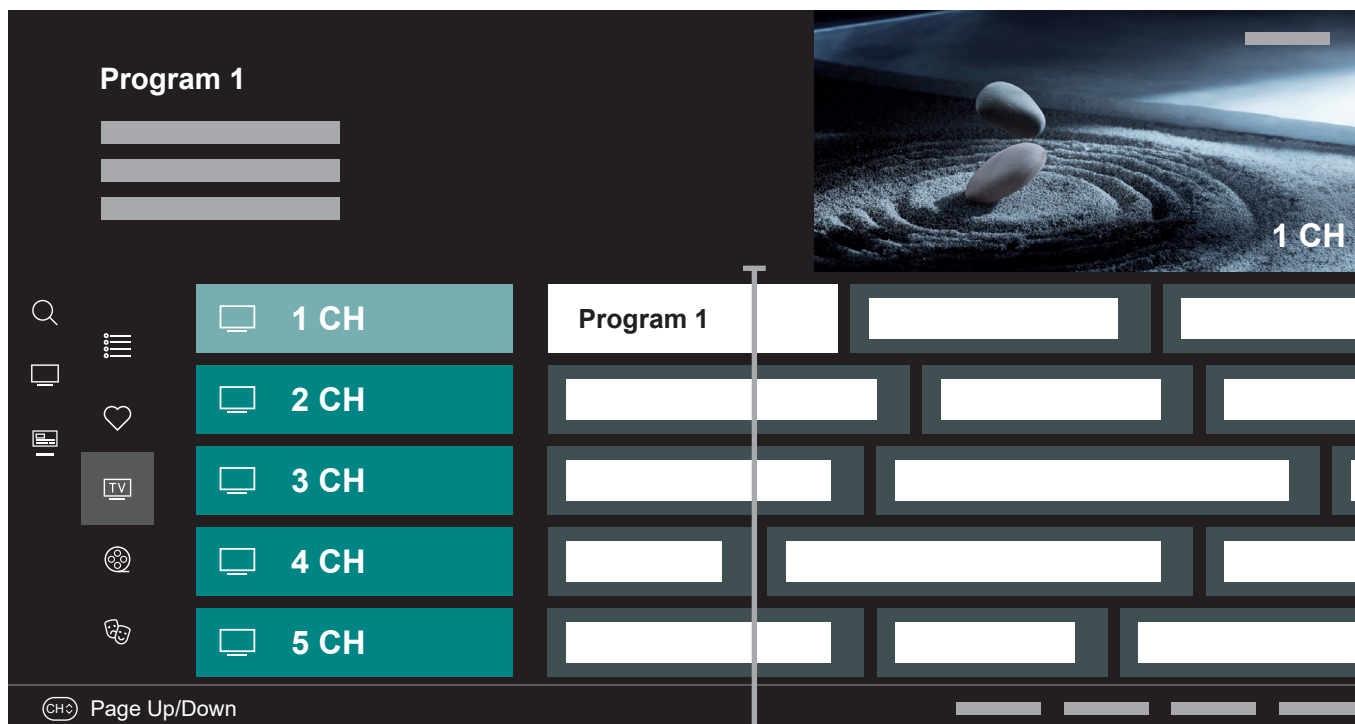 Program 1
1 CH
1 CH
Program 1
2 CH
TV
3 CH
4 CH
5 CH
CH Page Up/Down